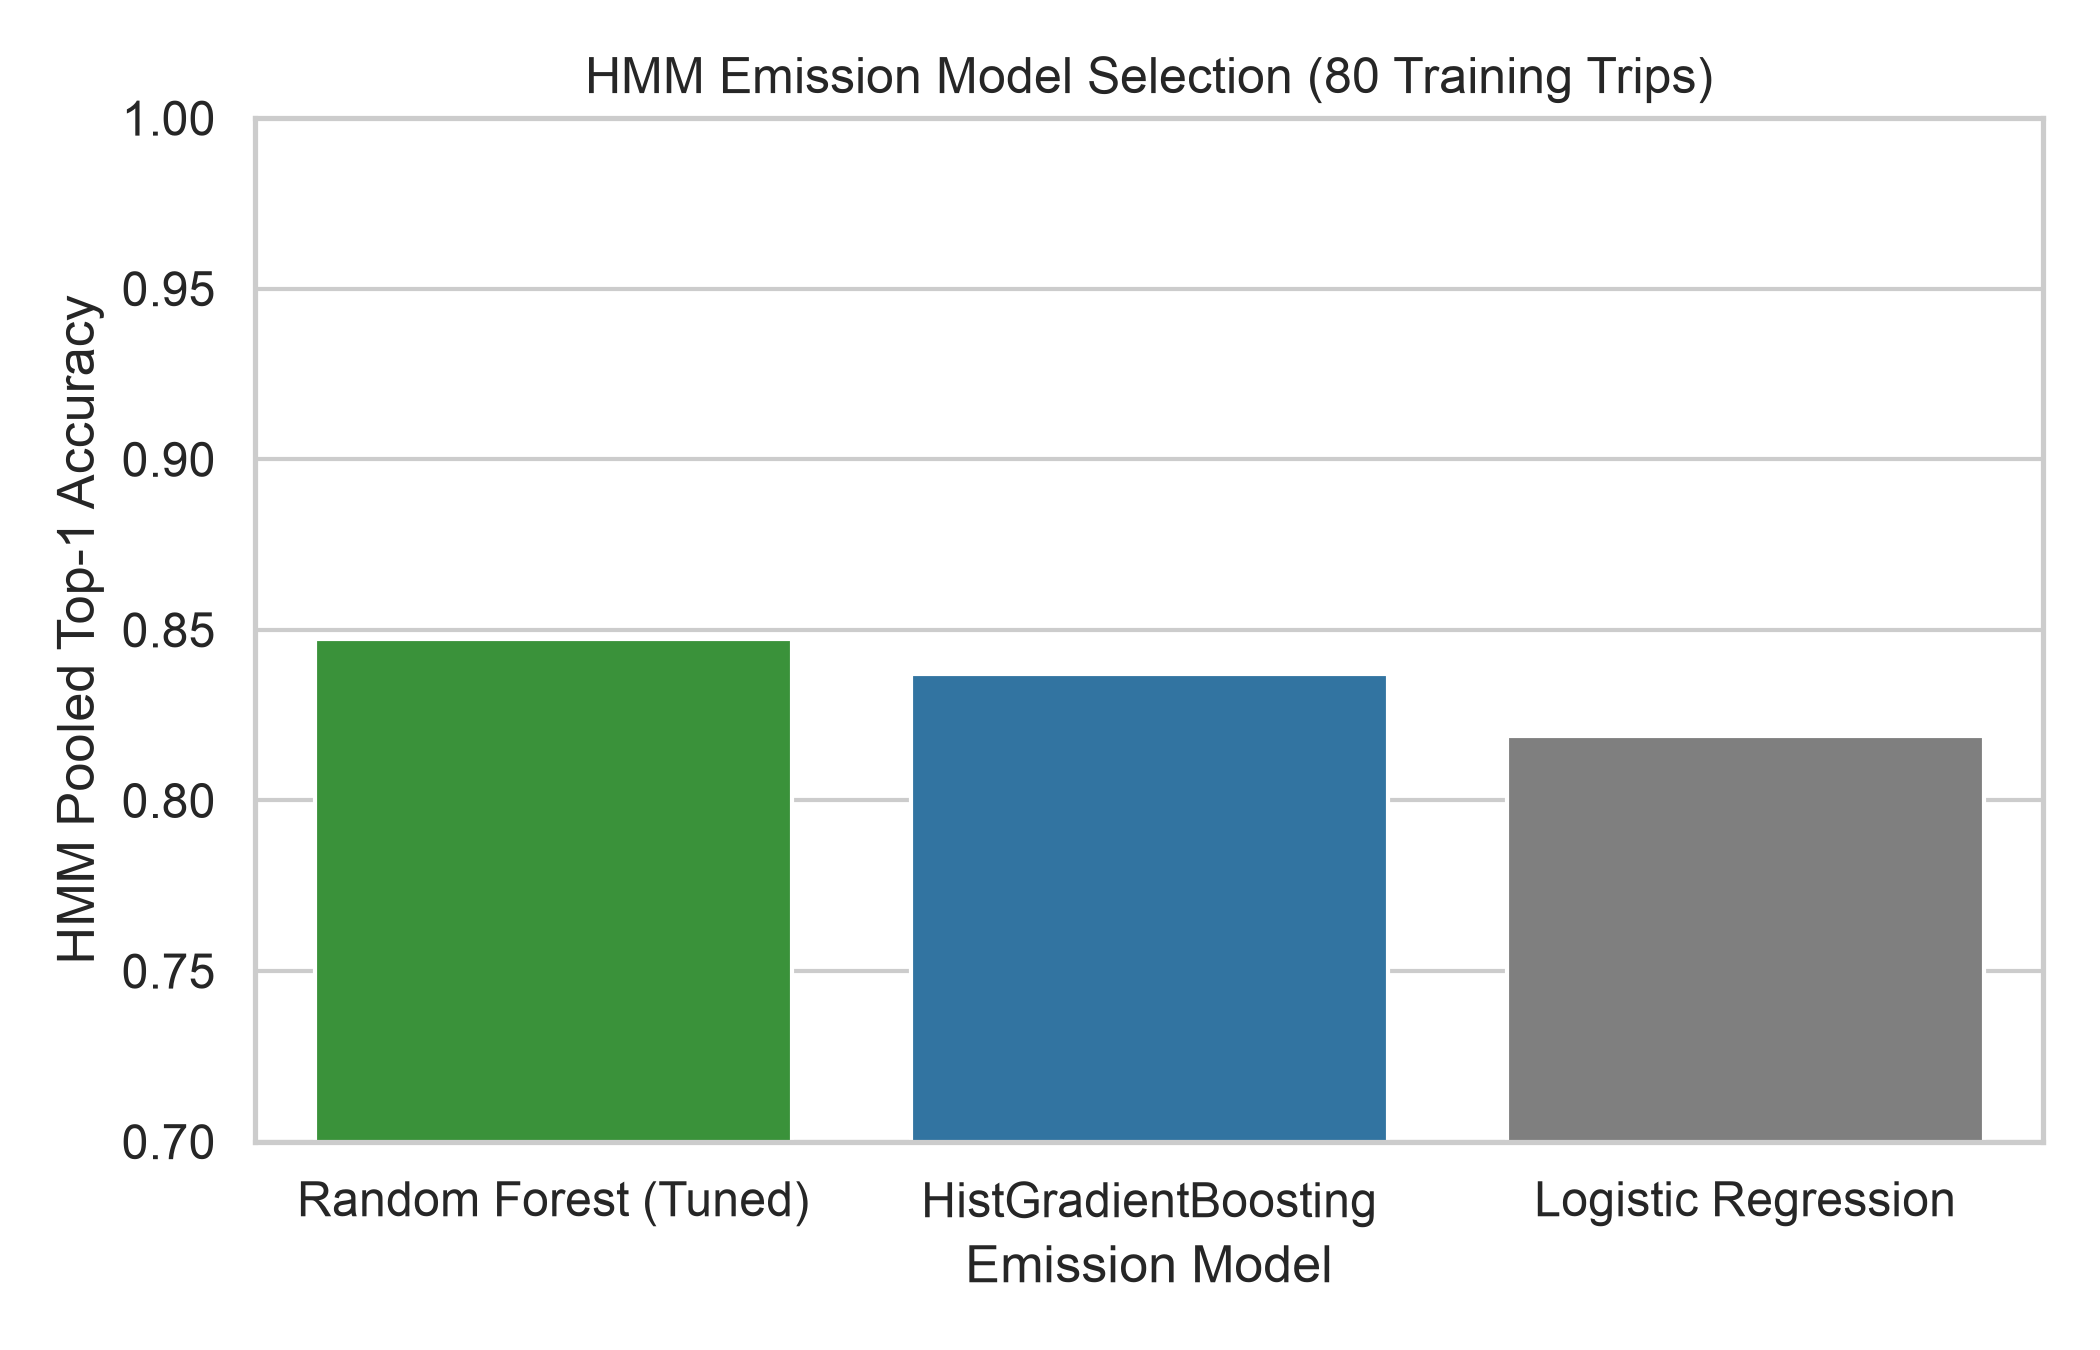 HMM Emission Model Selection (80 Training Trips)
HMM Pooled Top-1 Accuracy
1.00
0.95
0.90
0.85
0.80
0.75
0.70
Random Forest (Tuned)
HistGradientBoosting
Logistic Regression
Emission Model